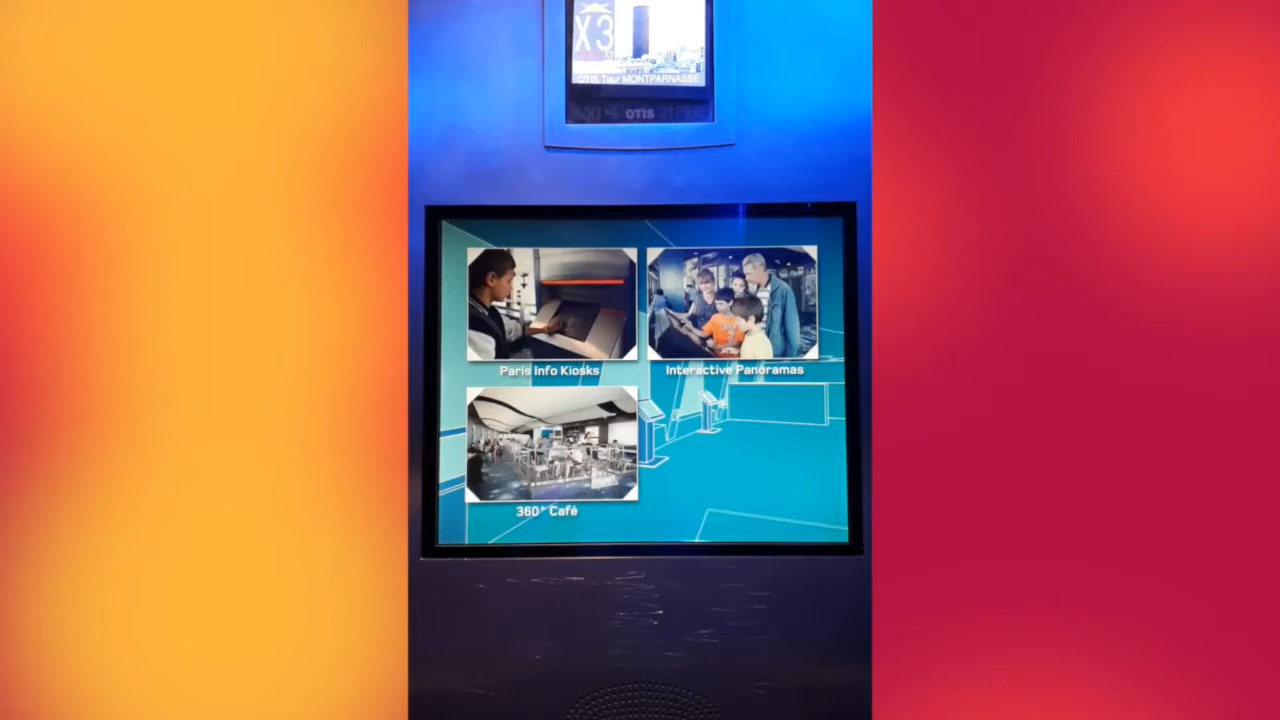 X3
OTIS Tour MONTPARNASSE
OTIS
Paris Info Kiosks
Interactive Panoramas
360° Café